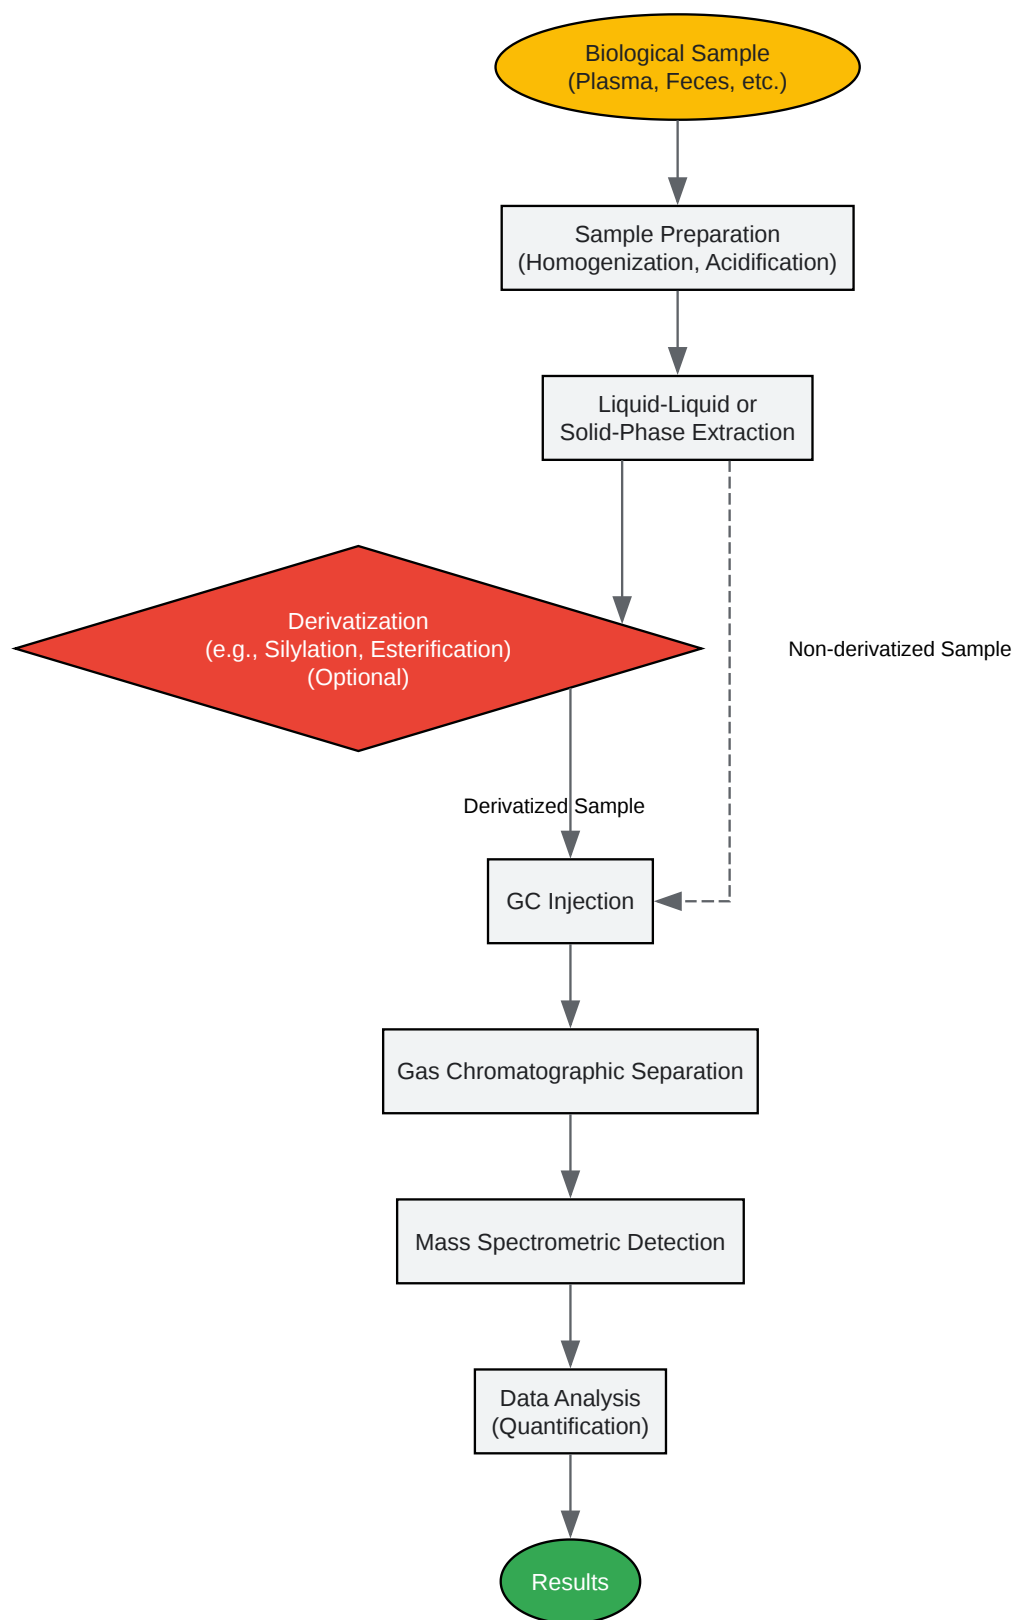 Biological Sample
(Plasma, Feces, etc.)
Sample Preparation
(Homogenization, Acidification)
Liquid-Liquid or
Solid-Phase Extraction
Derivatization
(e.g., Silylation, Esterification)
(Optional)
Non-derivatized Sample
Derivatized Sample
GC Injection
Gas Chromatographic Separation
Mass Spectrometric Detection
Data Analysis
(Quantification)
Results